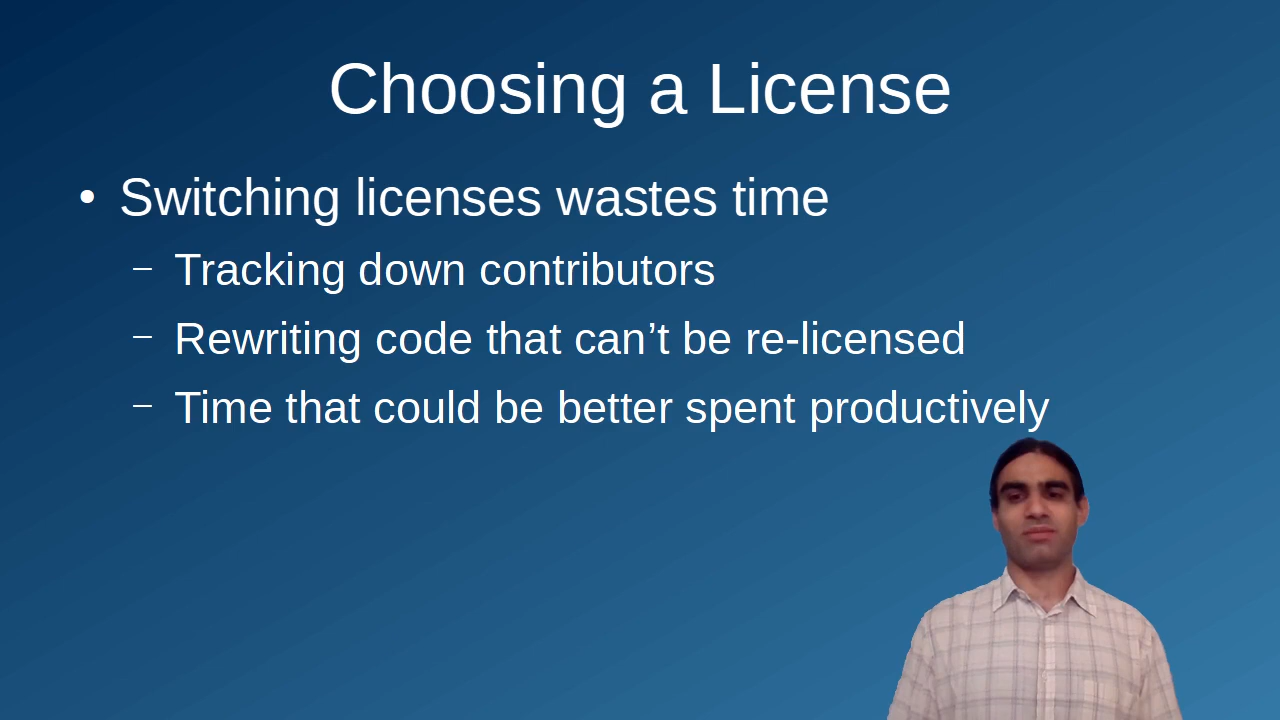 Choosing a License
• Switching licenses wastes time
– Tracking down contributors
– Rewriting code that can’t be re-licensed
– Time that could be better spent productively